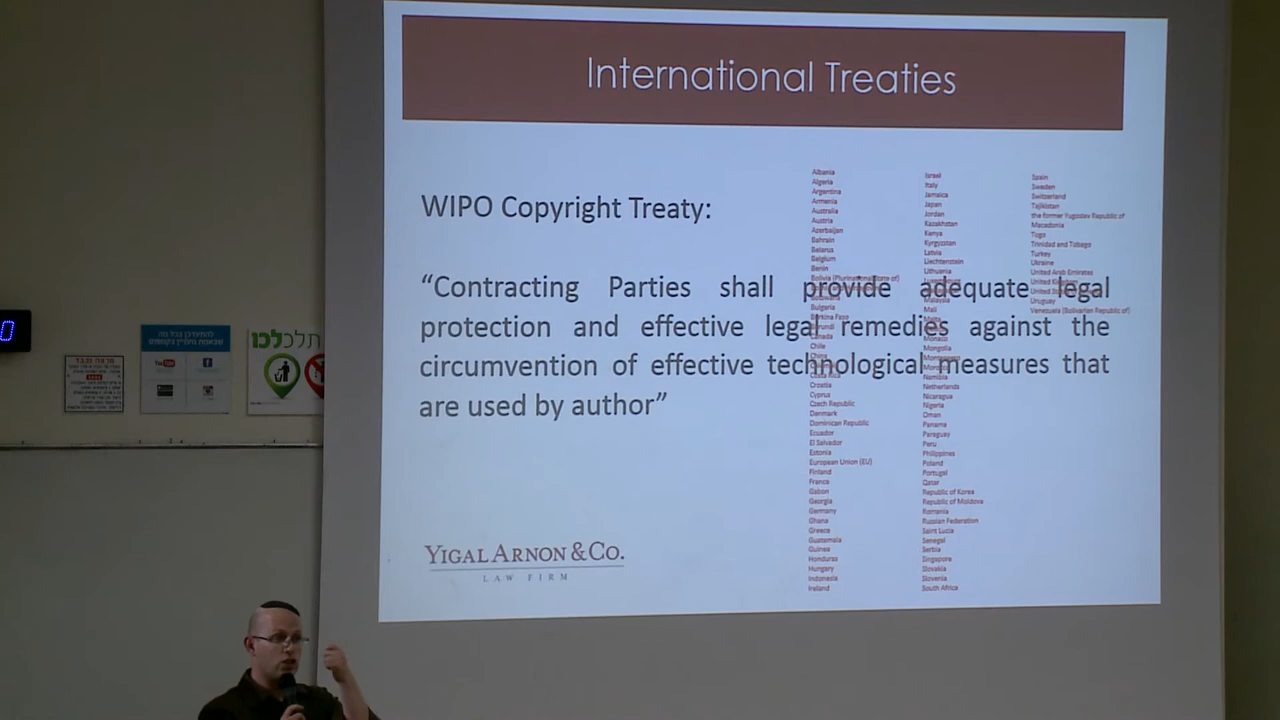 International Treaties
WIPO Copyright Treaty:
“Contracting Parties shall provide adequate legal
protection and effective legal remedies against the
circumvention of effective technological measures that
are used by author”
Albania
Algeria
Argentina
Armenia
Australia
Austria
Azerbaijan
Bahrain
Belarus
Belgium
Benin
Bolivia (Plurinational State of)
Botswana
Bulgaria
Burkina Faso
Burundi
Canada
Chile
China
Costa Rica
Croatia
Cyprus
Czech Republic
Denmark
Dominican Republic
Ecuador
El Salvador
Estonia
European Union (EU)
Finland
France
Gabon
Georgia
Germany
Ghana
Greece
Guatemala
Guinea
Honduras
Hungary
Indonesia
Ireland
Israel
Italy
Jamaica
Japan
Jordan
Kazakhstan
Kenya
Kyrgyzstan
Latvia
Liechtenstein
Lithuania
Luxembourg
Malaysia
Mali
Malta
Mexico
Monaco
Mongolia
Montenegro
Morocco
Namibia
Netherlands
Nicaragua
Nigeria
Oman
Panama
Paraguay
Peru
Philippines
Poland
Portugal
Qatar
Republic of Korea
Republic of Moldova
Romania
Russian Federation
Saint Lucia
Senegal
Serbia
Singapore
Slovakia
Slovenia
South Africa
Spain
Sweden
Switzerland
Tajikistan
the former Yugoslav Republic of
Macedonia
Togo
Trinidad and Tobago
Turkey
Ukraine
United Arab Emirates
United Kingdom
United States
Uruguay
Venezuela (Bolivarian Republic of)
YIGAL ARNON & CO.
LAW FIRM
0
You Tube
תלכלכו